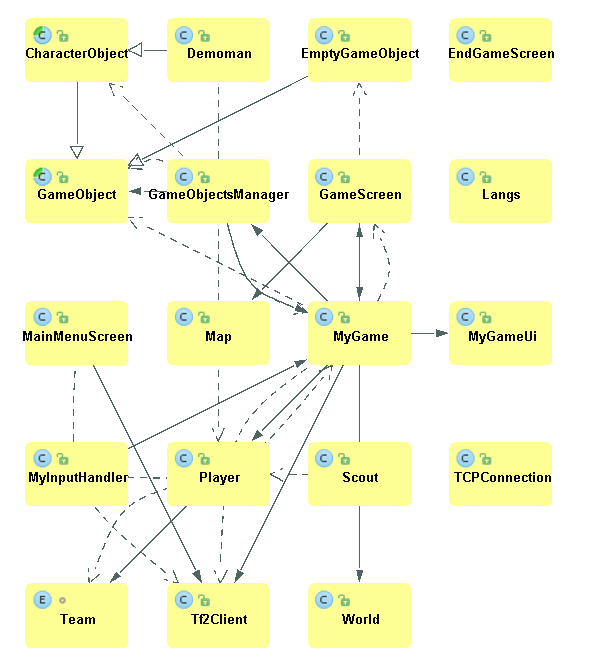 C C C C
CharacterObject Demoman EmptyGameObject EndGameScreen
C C C C
GameObject GameObjectsManager GameScreen Langs
C C C C
MainMenuScreen Map MyGame MyGameUi
C C C C
MyInputHandler Player Scout TCPConnection
E C C
Team Tf2Client World